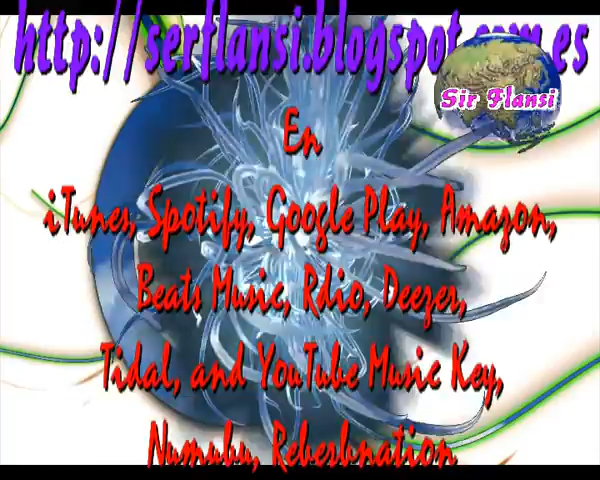 http://serflansi.blogspot.com.es
Sir Flansi
En
iTunes, Spotify, Google Play, Amazon,
Beats Music, Rdio, Deezer,
Tidal, and YouTube Music Key,
Numubu, Reberbnation